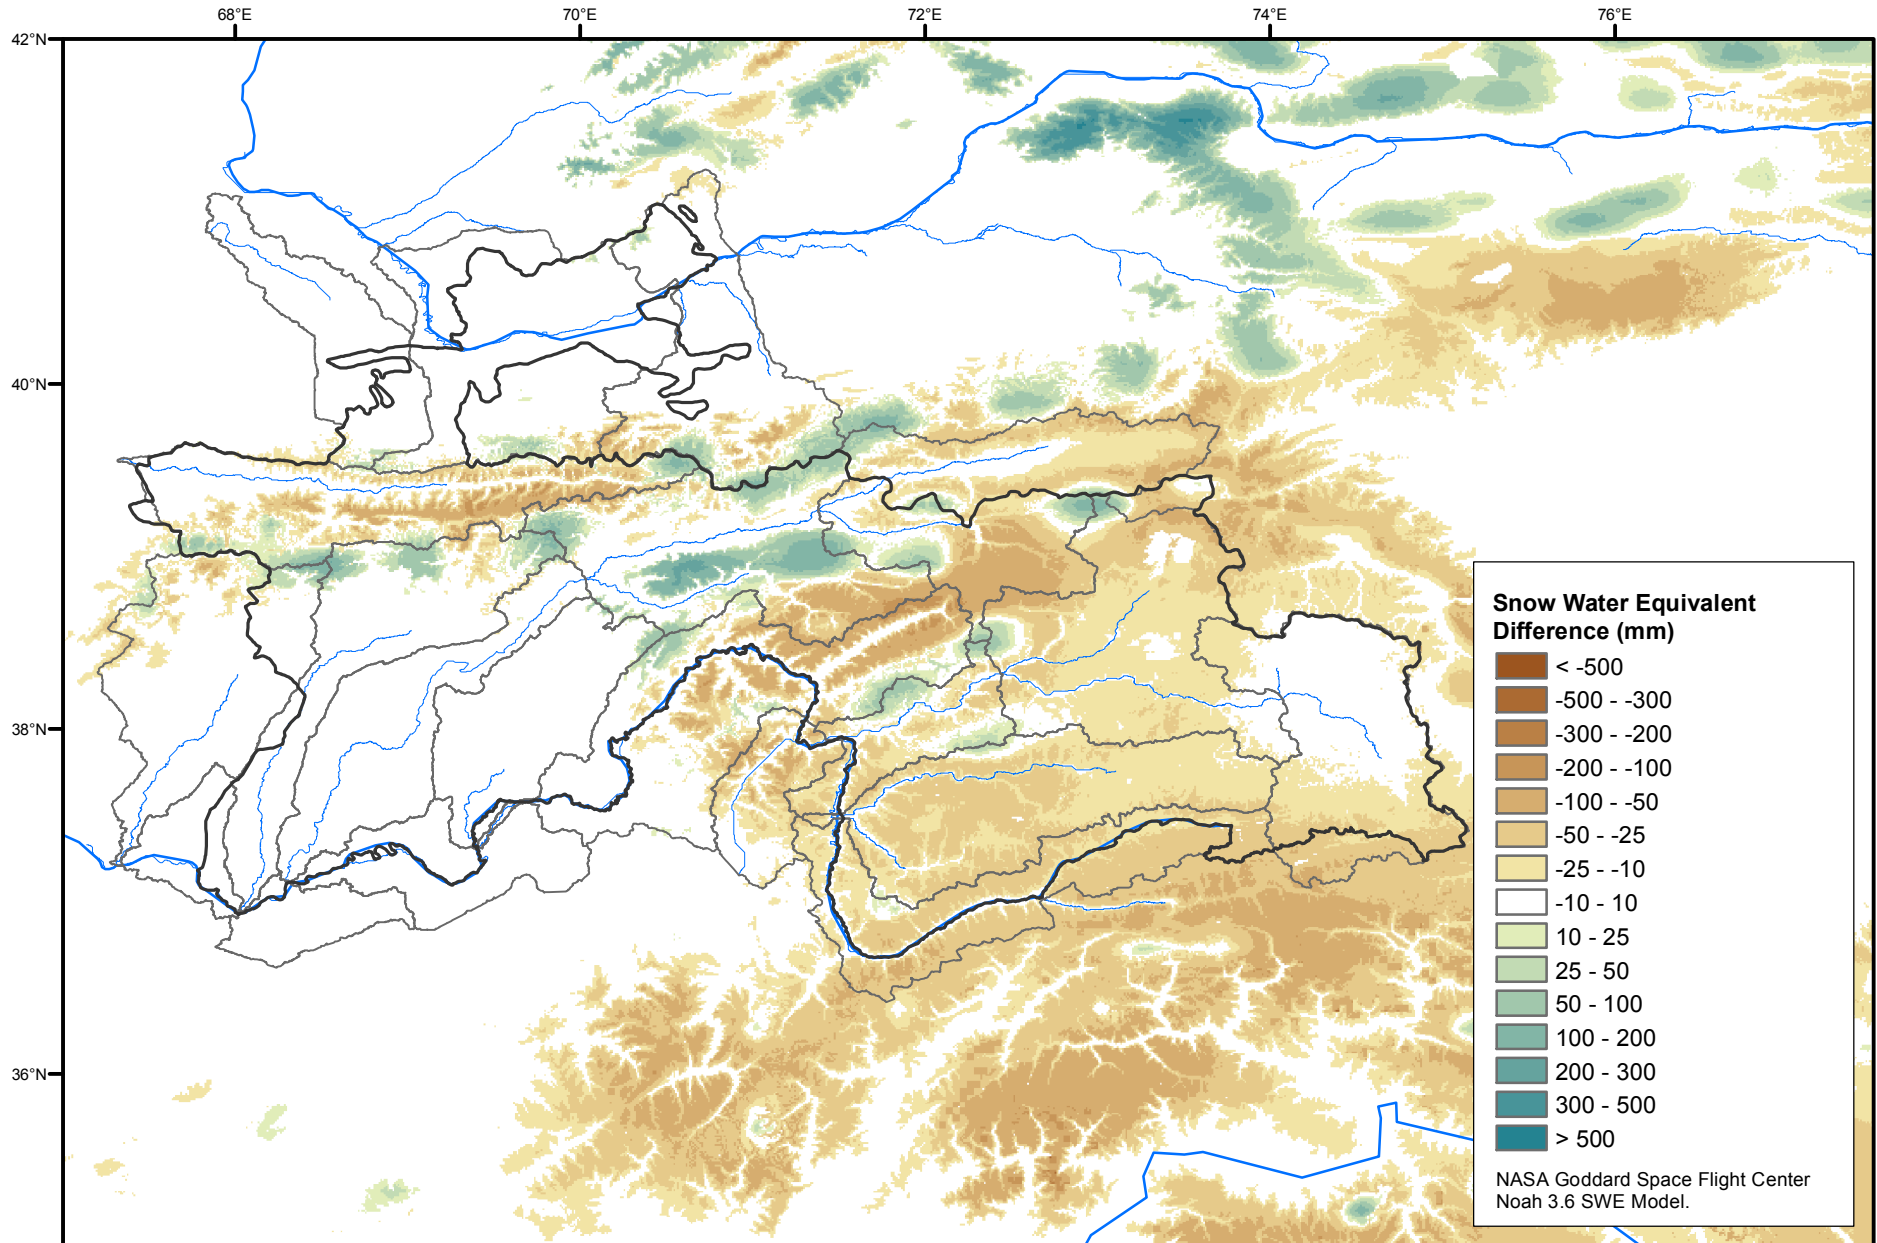 68°E 70°E 72°E 74°E 76°E
42°N
40°N
38°N
36°N
Snow Water Equivalent
Difference (mm)
< -500
-500 - -300
-300 - -200
-200 - -100
-100 - -50
-50 - -25
-25 - -10
-10 - 10
10 - 25
25 - 50
50 - 100
100 - 200
200 - 300
300 - 500
> 500
NASA Goddard Space Flight Center
Noah 3.6 SWE Model.